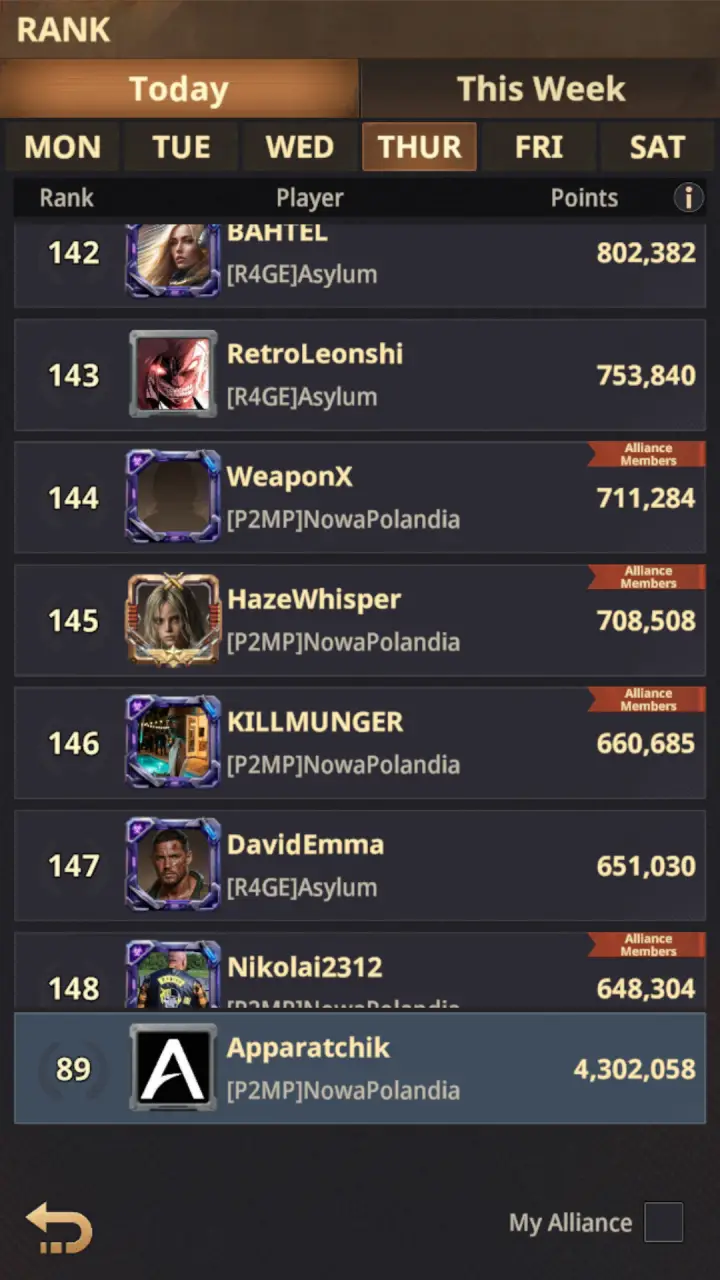 RANK
Today
This Week
MON TUE WED THUR FRI SAT
Rank Player Points i
142 BAHTEL 802,382
[R4GE]Asylum
143 RetroLeonshi 753,840
[R4GE]Asylum
Alliance
Members
144 WeaponX 711,284
[P2MP]NowaPolandia
Alliance
Members
145 HazeWhisper 708,508
[P2MP]NowaPolandia
Alliance
Members
146 KILLMUNGER 660,685
[P2MP]NowaPolandia
147 DavidEmma 651,030
[R4GE]Asylum
Alliance
Members
148 Nikolai2312 648,304
[P2MP]NowaPolandia
89 Apparatchik 4,302,058
[P2MP]NowaPolandia
My Alliance